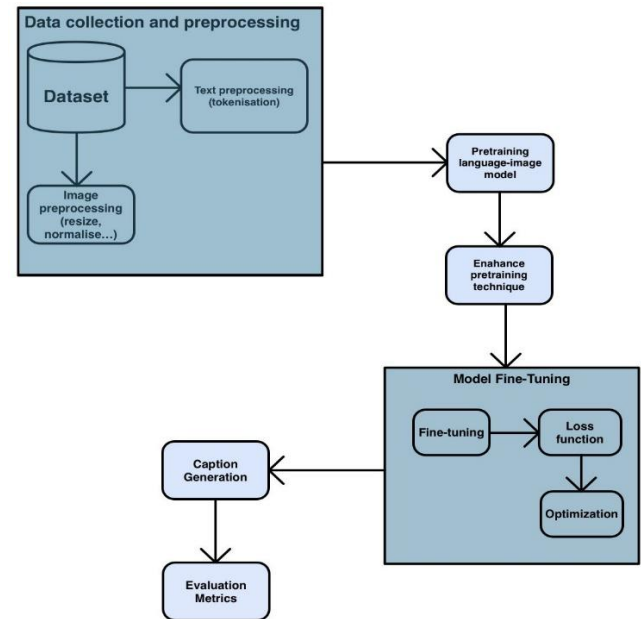 Data collection and preprocessing
Dataset
Text preprocessing
(tokenisation)
Image
preprocessing
(resize,
normalise...)
Pretraining
language-image
model
Enahance
pretraining
technique
Model Fine-Tuning
Fine-tuning
Loss
function
Optimization
Caption
Generation
Evaluation
Metrics